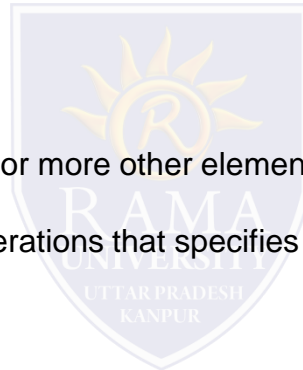 or more other elemen
RAMA
erations that specifies
UNIVERSITY
UTTAR PRADESH
KANPUR